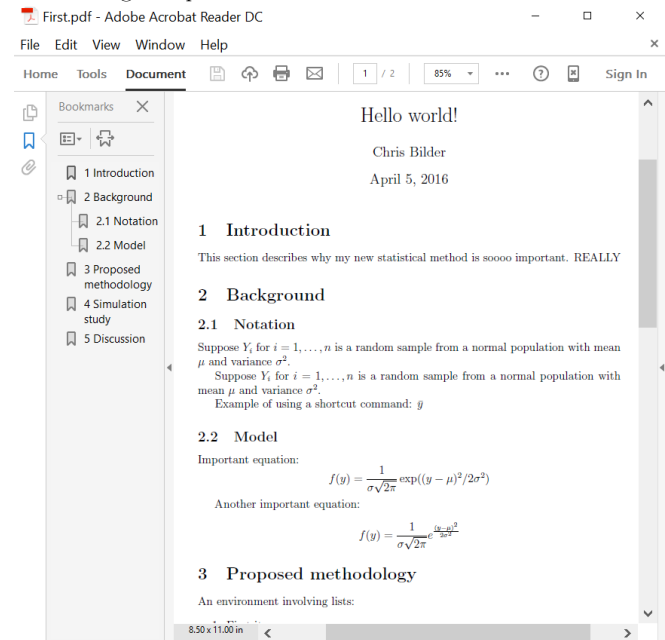 First.pdf - Adobe Acrobat Reader DC
File Edit View Window Help
Home Tools Document 1 / 2 85% Sign In
Bookmarks
1 Introduction
2 Background
2.1 Notation
2.2 Model
3 Proposed
methodology
4 Simulation
study
5 Discussion
Hello world!
Chris Bilder
April 5, 2016
1 Introduction
This section describes why my new statistical method is soooo important. REALLY
2 Background
2.1 Notation
Suppose Y_i for i = 1, . . . , n is a random sample from a normal population with mean
μ and variance σ².
Suppose Y_i for i = 1, . . . , n is a random sample from a normal population with
mean μ and variance σ².
Example of using a shortcut command: ȳ
2.2 Model
Important equation:
f(y) = 1/(σ√2π) exp((y − μ)²/2σ²)
Another important equation:
f(y) = 1/(σ√2π) e^((y−μ)²/2σ²)
3 Proposed methodology
An environment involving lists:
8.50 x 11.00 in